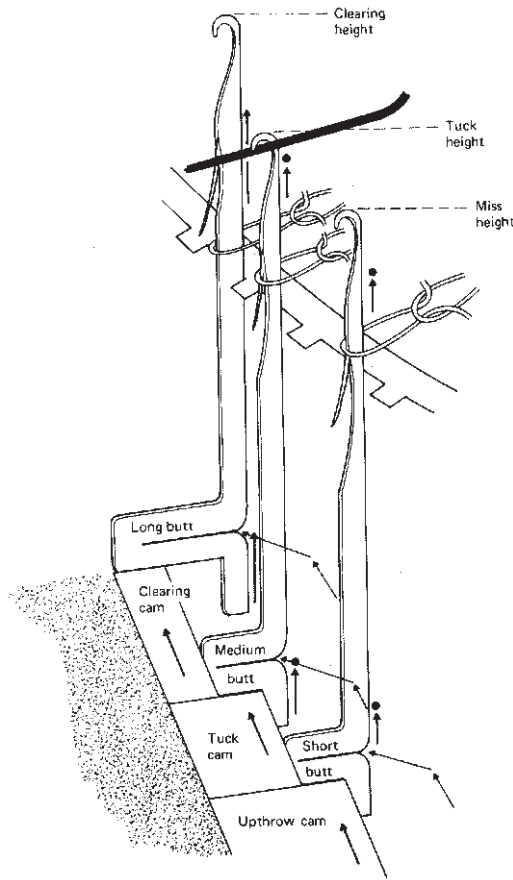 Clearing
height
Tuck
height
Miss
height
Long butt
Clearing
cam
Medium
butt
Tuck
cam
Short
butt
Upthrow cam